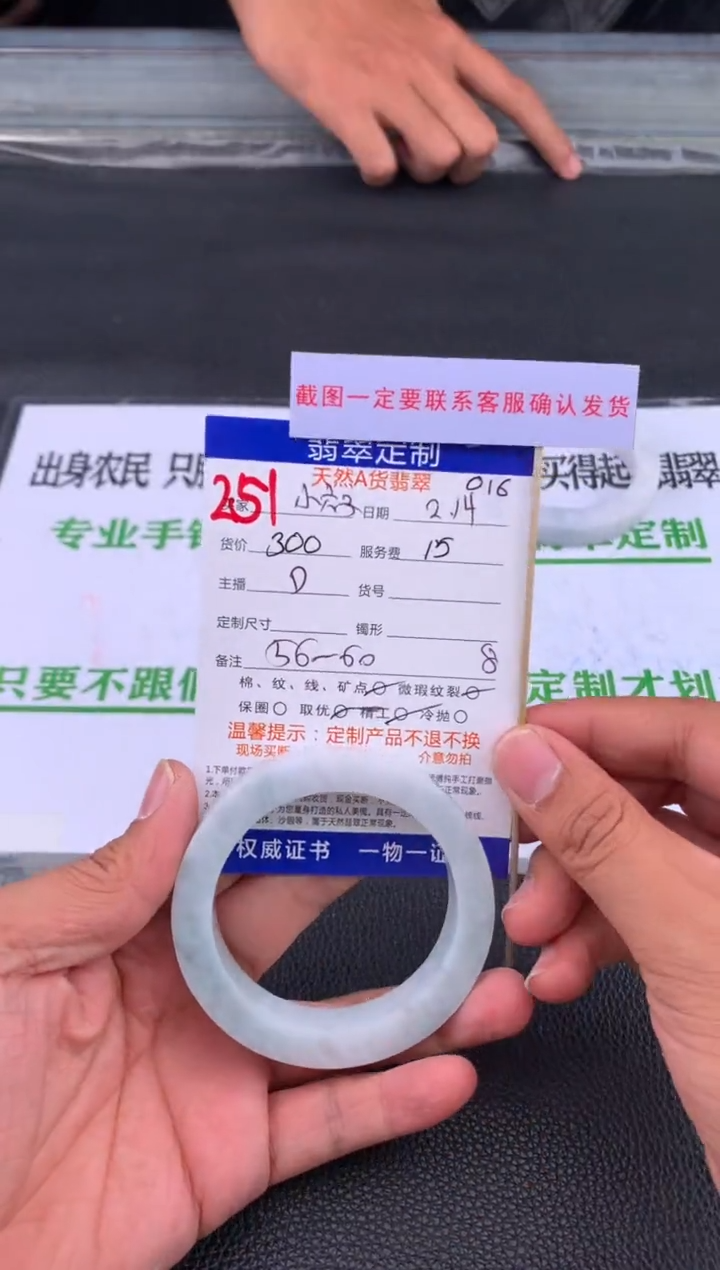 截图一定要联系客服确认发货
翡翠定制
天然A货翡翠
016
251
日期 2.14
货价 300 服务费 15
主播 D 货号
定制尺寸 镯形
备注 56-60 8
棉、纹、线、矿点 微瑕纹裂
保圈 取优 精工 冷抛
温馨提示：定制产品不退不换
现场买断 介意勿拍
权威证书 一物一证
出身农民 只
买得起 翡翠
专业手
定制
只要不跟
定制才划